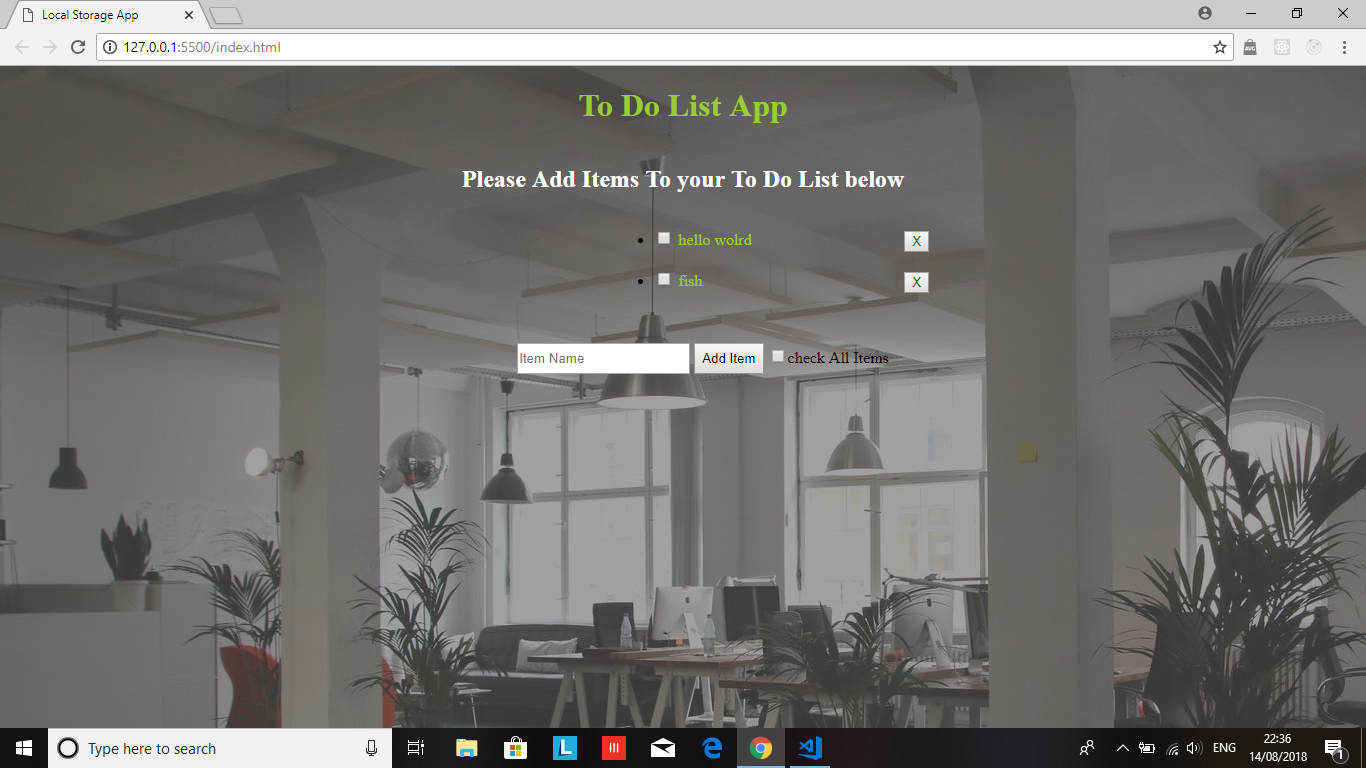 Local Storage App
127.0.0.1:5500/index.html
AVG
To Do List App
Please Add Items To your To Do List below
hello wolrd X
fish X
Item Name Add Item check All Items
Type here to search
L
ENG
22:36
14/08/2018
1